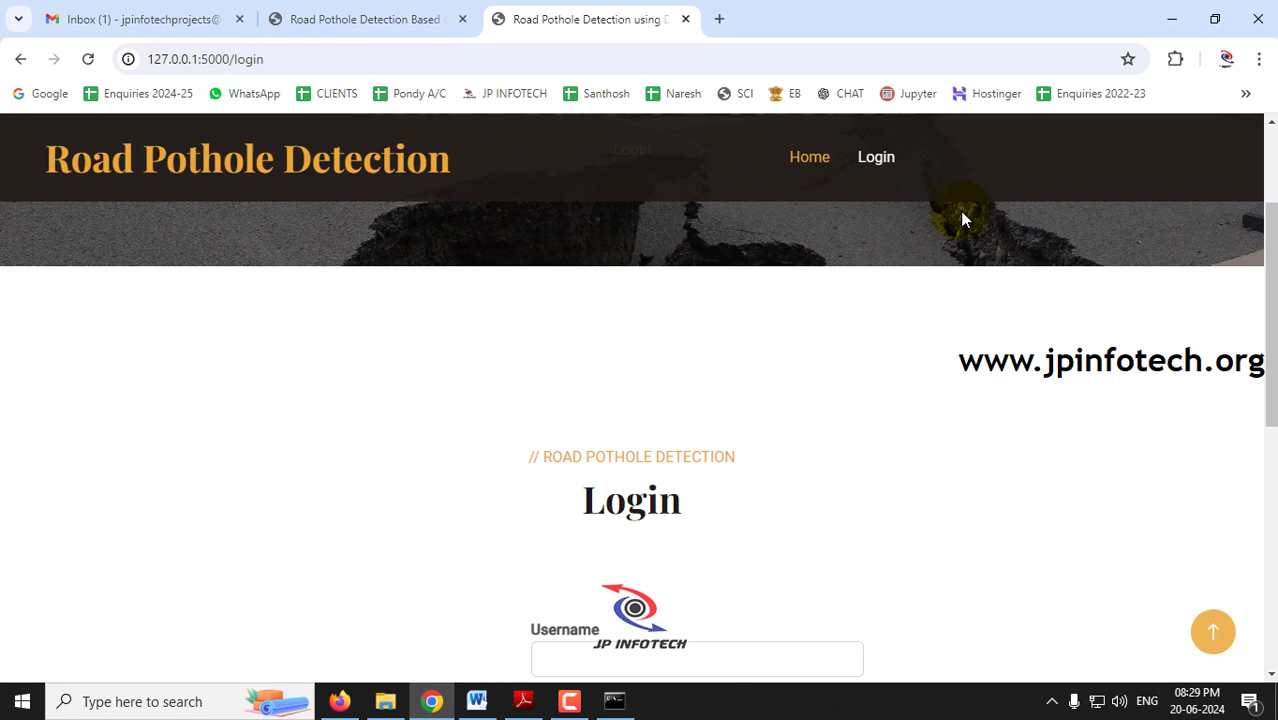 Inbox (1) - jpinfotechprojects@
Road Pothole Detection Based o
Road Pothole Detection using D
127.0.0.1:5000/login
Google
Enquiries 2024-25
WhatsApp
CLIENTS
Pondy A/C
JP INFOTECH
Santhosh
Naresh
SCI
EB
CHAT
Jupyter
Hostinger
Enquiries 2022-23
Road Pothole Detection
Login
Home
Login
www.jpinfotech.org
// ROAD POTHOLE DETECTION
Login
Username
JP INFOTECH
Type here to search
ENG
08:29 PM
20-06-2024
1